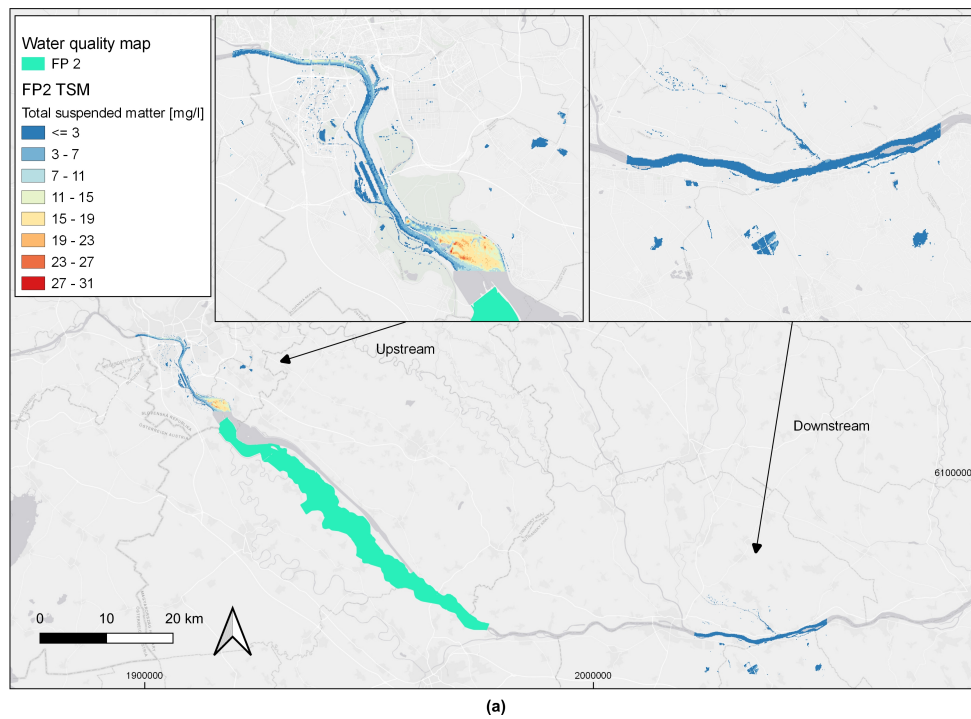 Water quality map
FP 2
FP2 TSM
Total suspended matter [mg/l]
<= 3
3 - 7
7 - 11
11 - 15
15 - 19
19 - 23
23 - 27
27 - 31
Upstream
Downstream
6100000
0 10 20 km
1900000
2000000
(a)